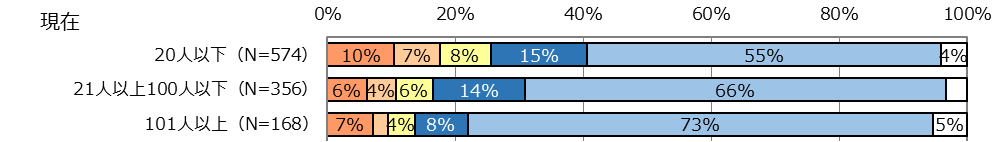 現在
0% 20% 40% 60% 80% 100%
20人以下（N=574） 10% 7% 8% 15% 55% 4%
21人以上100人以下（N=356） 6% 4% 6% 14% 66%
101人以上（N=168） 7% 4% 8% 73% 5%